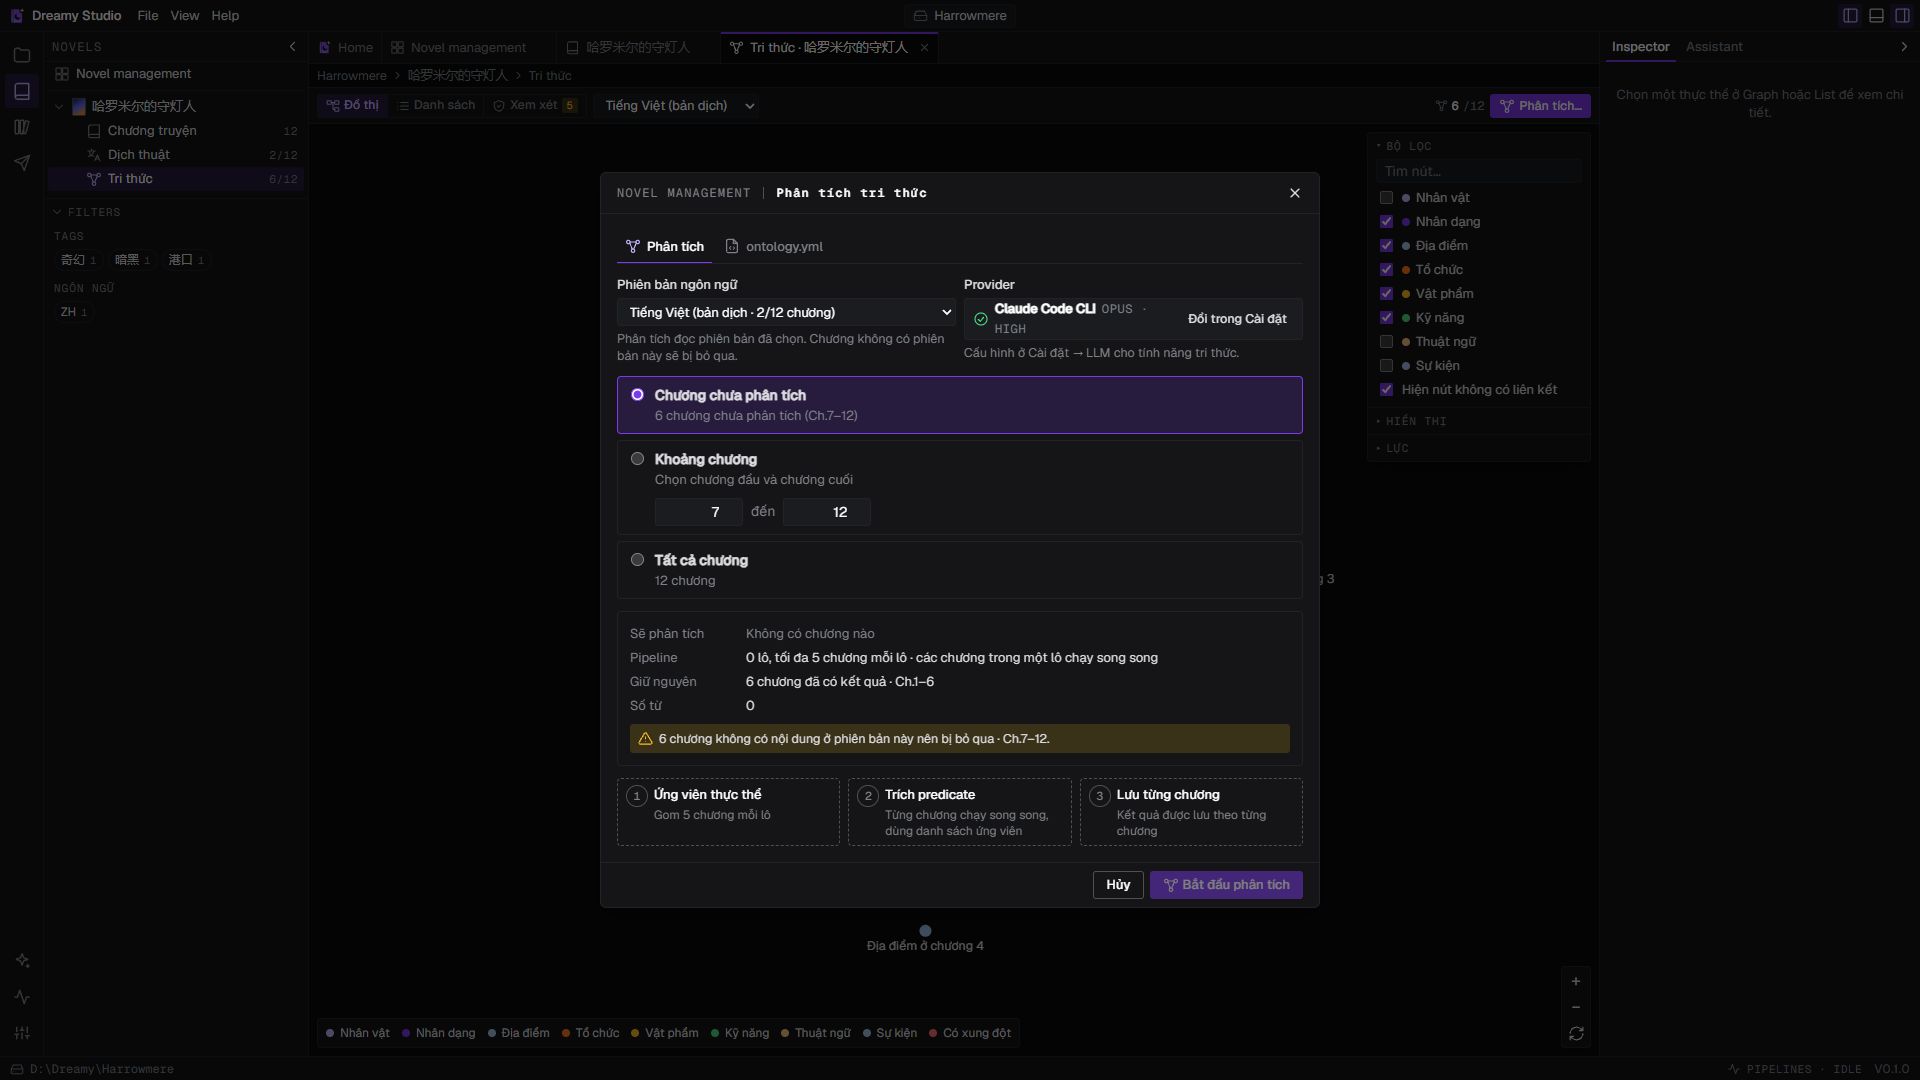 Dreamy Studio File View Help
Harrowmere
NOVELS
Novel management
哈罗米尔的守灯人
Chương truyện 12
Dịch thuật 2/12
Tri thức 6/12
FILTERS
TAGS
奇幻 1 暗黑 1 港口 1
NGÔN NGỮ
ZH 1
Home Novel management 哈罗米尔的守灯人 Tri thức · 哈罗米尔的守灯人
Harrowmere › 哈罗米尔的守灯人 › Tri thức
Đồ thị Danh sách Xem xét 5 Tiếng Việt (bản dịch) 6 /12 Phân tích...
Inspector Assistant
Chọn một thực thể ở Graph hoặc List để xem chi
tiết.
BỘ LỌC
Tìm nút...
Nhân vật
Nhân dạng
Địa điểm
Tổ chức
Vật phẩm
Kỹ năng
Thuật ngữ
Sự kiện
Hiện nút không có liên kết
HIỂN THỊ
LỰC
NOVEL MANAGEMENT | Phân tích tri thức
Phân tích ontology.yml
Phiên bản ngôn ngữ
Tiếng Việt (bản dịch · 2/12 chương)
Phân tích đọc phiên bản đã chọn. Chương không có phiên
bản này sẽ bị bỏ qua.
Provider
Claude Code CLI OPUS ·
HIGH
Đổi trong Cài đặt
Cấu hình ở Cài đặt → LLM cho tính năng tri thức.
Chương chưa phân tích
6 chương chưa phân tích (Ch.7–12)
Khoảng chương
Chọn chương đầu và chương cuối
7 đến 12
Tất cả chương
12 chương
Sẽ phân tích Không có chương nào
Pipeline 0 lô, tối đa 5 chương mỗi lô · các chương trong một lô chạy song song
Giữ nguyên 6 chương đã có kết quả · Ch.1–6
Số từ 0
6 chương không có nội dung ở phiên bản này nên bị bỏ qua · Ch.7–12.
1 Ứng viên thực thể
Gom 5 chương mỗi lô
2 Trích predicate
Từng chương chạy song song,
dùng danh sách ứng viên
3 Lưu từng chương
Kết quả được lưu theo từng
chương
Hủy Bắt đầu phân tích
g 3
Địa điểm ở chương 4
Nhân vật Nhân dạng Địa điểm Tổ chức Vật phẩm Kỹ năng Thuật ngữ Sự kiện Có xung đột
D:\Dreamy\Harrowmere
PIPELINES · IDLE V0.1.0